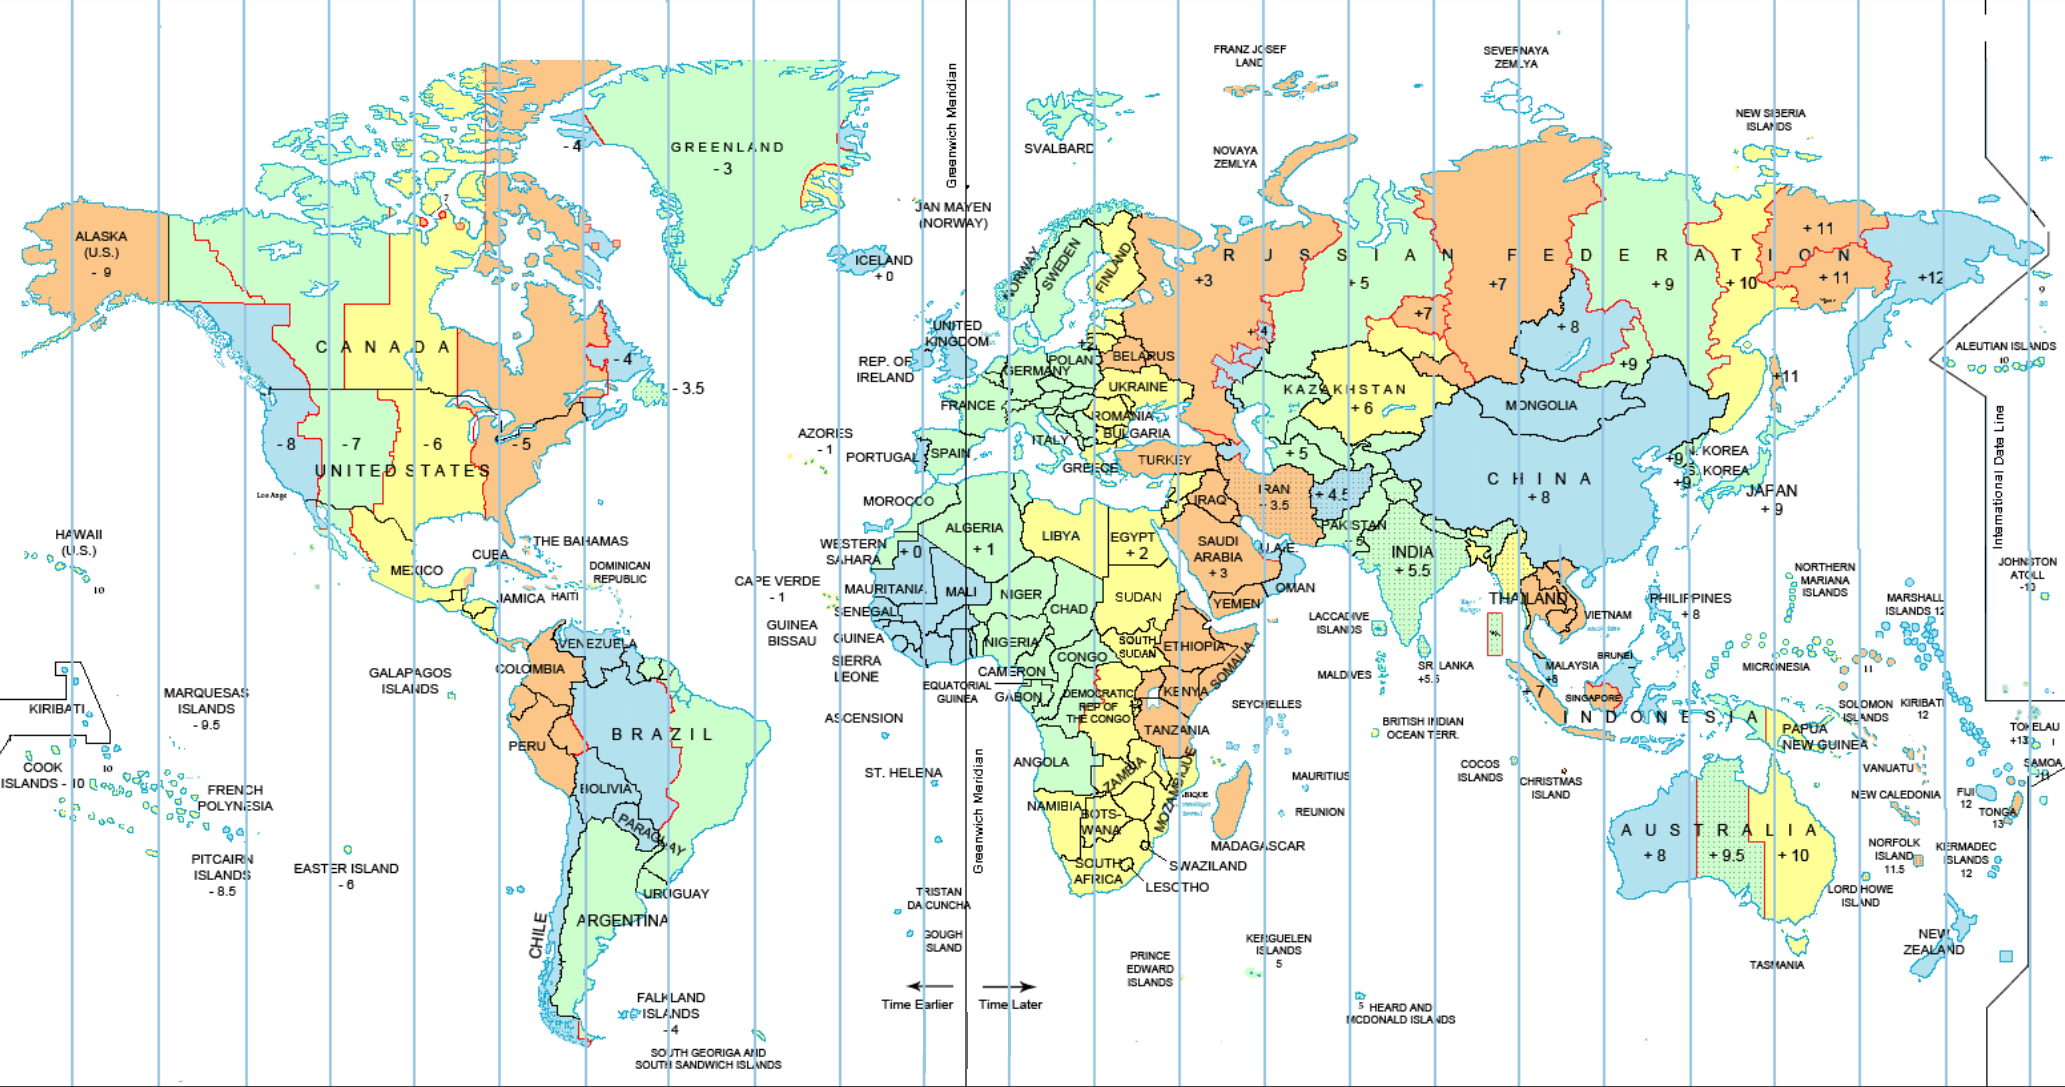 FRANZ JOSEF
LAND
SEVERNAYA
ZEMLYA
NEW SIBERIA
ISLANDS
Greenwich Meridian
SVALBARD
NOVAYA
ZEMLYA
GREENLAND
- 3
- 4
7
JAN MAYEN
(NORWAY)
ALASKA
(U.S.)
- 9
ICELAND
+ 0
NORWAY
SWEDEN
FINLAND
RUSSIAN FEDERATION
+3
+ 5
+7
+ 9
+ 10
+ 11
+ 11
+12
+7
+ 8
+9
+11
9
ALEUTIAN ISLANDS
10
International Date Line
CANADA
- 4
- 3.5
UNITED
KINGDOM
REP. OF
IRELAND
POLAND
GERMANY
BELARUS
UKRAINE
FRANCE
ROMANIA
BULGARIA
ITALY
GREECE
TURKEY
SPAIN
PORTUGAL
AZORES
- 1
KAZAKHSTAN
+ 6
MONGOLIA
CHINA
+ 8
+ 5
N. KOREA
+9
S. KOREA
+9
JAPAN
+ 9
- 8
- 7
- 6
- 5
UNITED STATES
Los Ange
HAWAII
(U.S.)
10
MEXICO
CUBA
THE BAHAMAS
DOMINICAN
REPUBLIC
JAMICA
HAITI
MOROCCO
WESTERN
SAHARA
+ 0
ALGERIA
+ 1
LIBYA
EGYPT
+ 2
IRAQ
IRAN
3.5
+ 4.5
PAKISTAN
5
SAUDI
ARABIA
+ 3
U.A.E.
OMAN
YEMEN
INDIA
+ 5.5
THAILAND
VIETNAM
PHILIPPINES
+ 8
NORTHERN
MARIANA
ISLANDS
MARSHALL
ISLANDS 12
JOHNSTON
ATOLL
-10
CAPE VERDE
- 1
MAURITANIA
MALI
NIGER
CHAD
SUDAN
SENEGAL
GUINEA
BISSAU
GUINEA
SIERRA
LEONE
NIGERIA
CAMERON
EQUATORIAL
GUINEA
GABON
CONGO
SOUTH
SUDAN
ETHIOPIA
SOMALIA
DEMOCRATIC
REP OF
THE CONGO
KENYA
TANZANIA
LACCADIVE
ISLANDS
MALDIVES
SRI LANKA
+5.5
MALAYSIA
+8
BRUNEI
SINGAPORE
+ 7
INDONESIA
MICRONESIA
11
SOLOMON
ISLANDS
KIRIBATI
12
PAPUA
NEW GUINEA
TOKELAU
+13
SAMOA
VENEZUELA
COLOMBIA
GALAPAGOS
ISLANDS
PERU
BRAZIL
BOLIVIA
PARAGUAY
URUGUAY
ARGENTINA
CHILE
KIRIBATI
MARQUESAS
ISLANDS
- 9.5
COOK
ISLANDS - 10
10
FRENCH
POLYNESIA
PITCAIRN
ISLANDS
- 8.5
EASTER ISLAND
- 6
ASCENSION
ST. HELENA
Greenwich Meridian
ANGOLA
ZAMBIA
NAMIBIA
BOTS-
WANA
MOZAMBIQUE
SOUTH
AFRICA
SWAZILAND
LESOTHO
MADAGASCAR
SEYCHELLES
MAURITIUS
REUNION
BRITISH INDIAN
OCEAN TERR.
COCOS
ISLANDS
CHRISTMAS
ISLAND
AUSTRALIA
+ 8
+ 9.5
+ 10
VANUATU
NEW CALEDONIA
FIJI
12
TONGA
13
NORFOLK
ISLAND
11.5
KERMADEC
ISLANDS
12
LORD HOWE
ISLAND
NEW
ZEALAND
TASMANIA
TRISTAN
DA CUNCHA
GOUGH
ISLAND
PRINCE
EDWARD
ISLANDS
KERGUELEN
ISLANDS
5
5 HEARD AND
MCDONALD ISLANDS
Time Earlier
Time Later
FALKLAND
ISLANDS
- 4
SOUTH GEORIGA AND
SOUTH SANDWICH ISLANDS